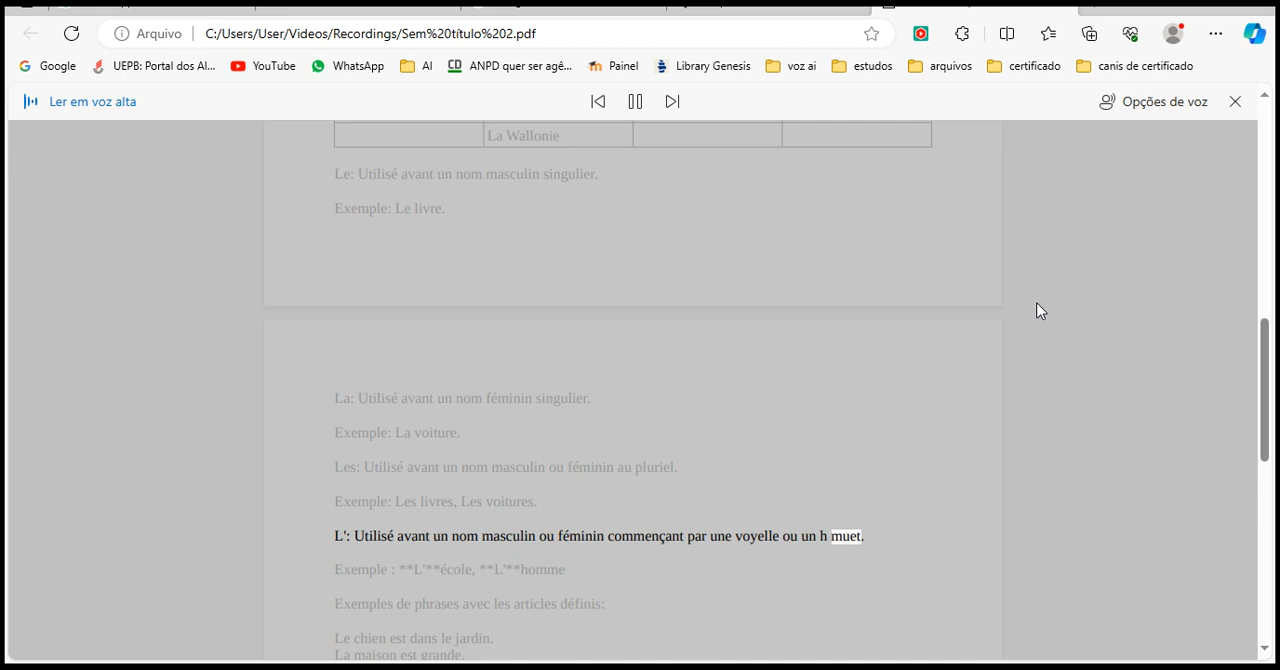 Arquivo C:/Users/User/Videos/Recordings/Sem%20título%202.pdf
Google UEPB: Portal dos Al... YouTube WhatsApp AI CD ANPD quer ser agê... Painel Library Genesis voz ai estudos arquivos certificado canis de certificado
Ler em voz alta Opções de voz
La Wallonie
Le: Utilisé avant un nom masculin singulier.
Exemple: Le livre.
La: Utilisé avant un nom féminin singulier.
Exemple: La voiture.
Les: Utilisé avant un nom masculin ou féminin au pluriel.
Exemple: Les livres, Les voitures.
L': Utilisé avant un nom masculin ou féminin commençant par une voyelle ou un h muet.
Exemple : **L'**école, **L'**homme
Exemples de phrases avec les articles définis:
Le chien est dans le jardin.
La maison est grande.